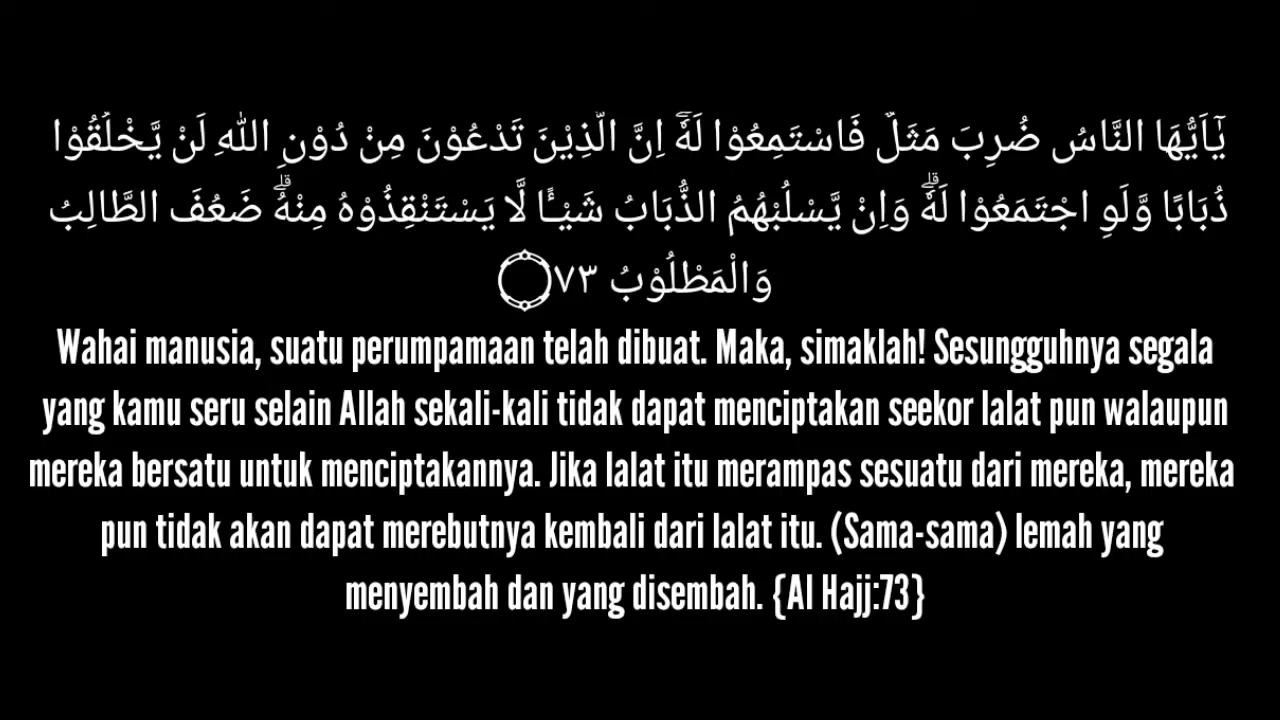 يٰٓاَيُّهَا النَّاسُ ضُرِبَ مَثَلٌ فَاسْتَمِعُوْا لَهٗ ۗاِنَّ الَّذِيْنَ تَدْعُوْنَ مِنْ دُوْنِ اللّٰهِ لَنْ يَّخْلُقُوْا
ذُبَابًا وَّلَوِ اجْتَمَعُوْا لَهٗ ۗوَاِنْ يَّسْلُبْهُمُ الذُّبَابُ شَيْـًٔا لَّا يَسْتَنْقِذُوْهُ مِنْهُۗ ضَعُفَ الطَّالِبُ
وَالْمَطْلُوْبُ ٧٣
Wahai manusia, suatu perumpamaan telah dibuat. Maka, simaklah! Sesungguhnya segala
yang kamu seru selain Allah sekali-kali tidak dapat menciptakan seekor lalat pun walaupun
mereka bersatu untuk menciptakannya. Jika lalat itu merampas sesuatu dari mereka, mereka
pun tidak akan dapat merebutnya kembali dari lalat itu. (Sama-sama) lemah yang
menyembah dan yang disembah. {Al Hajj:73}